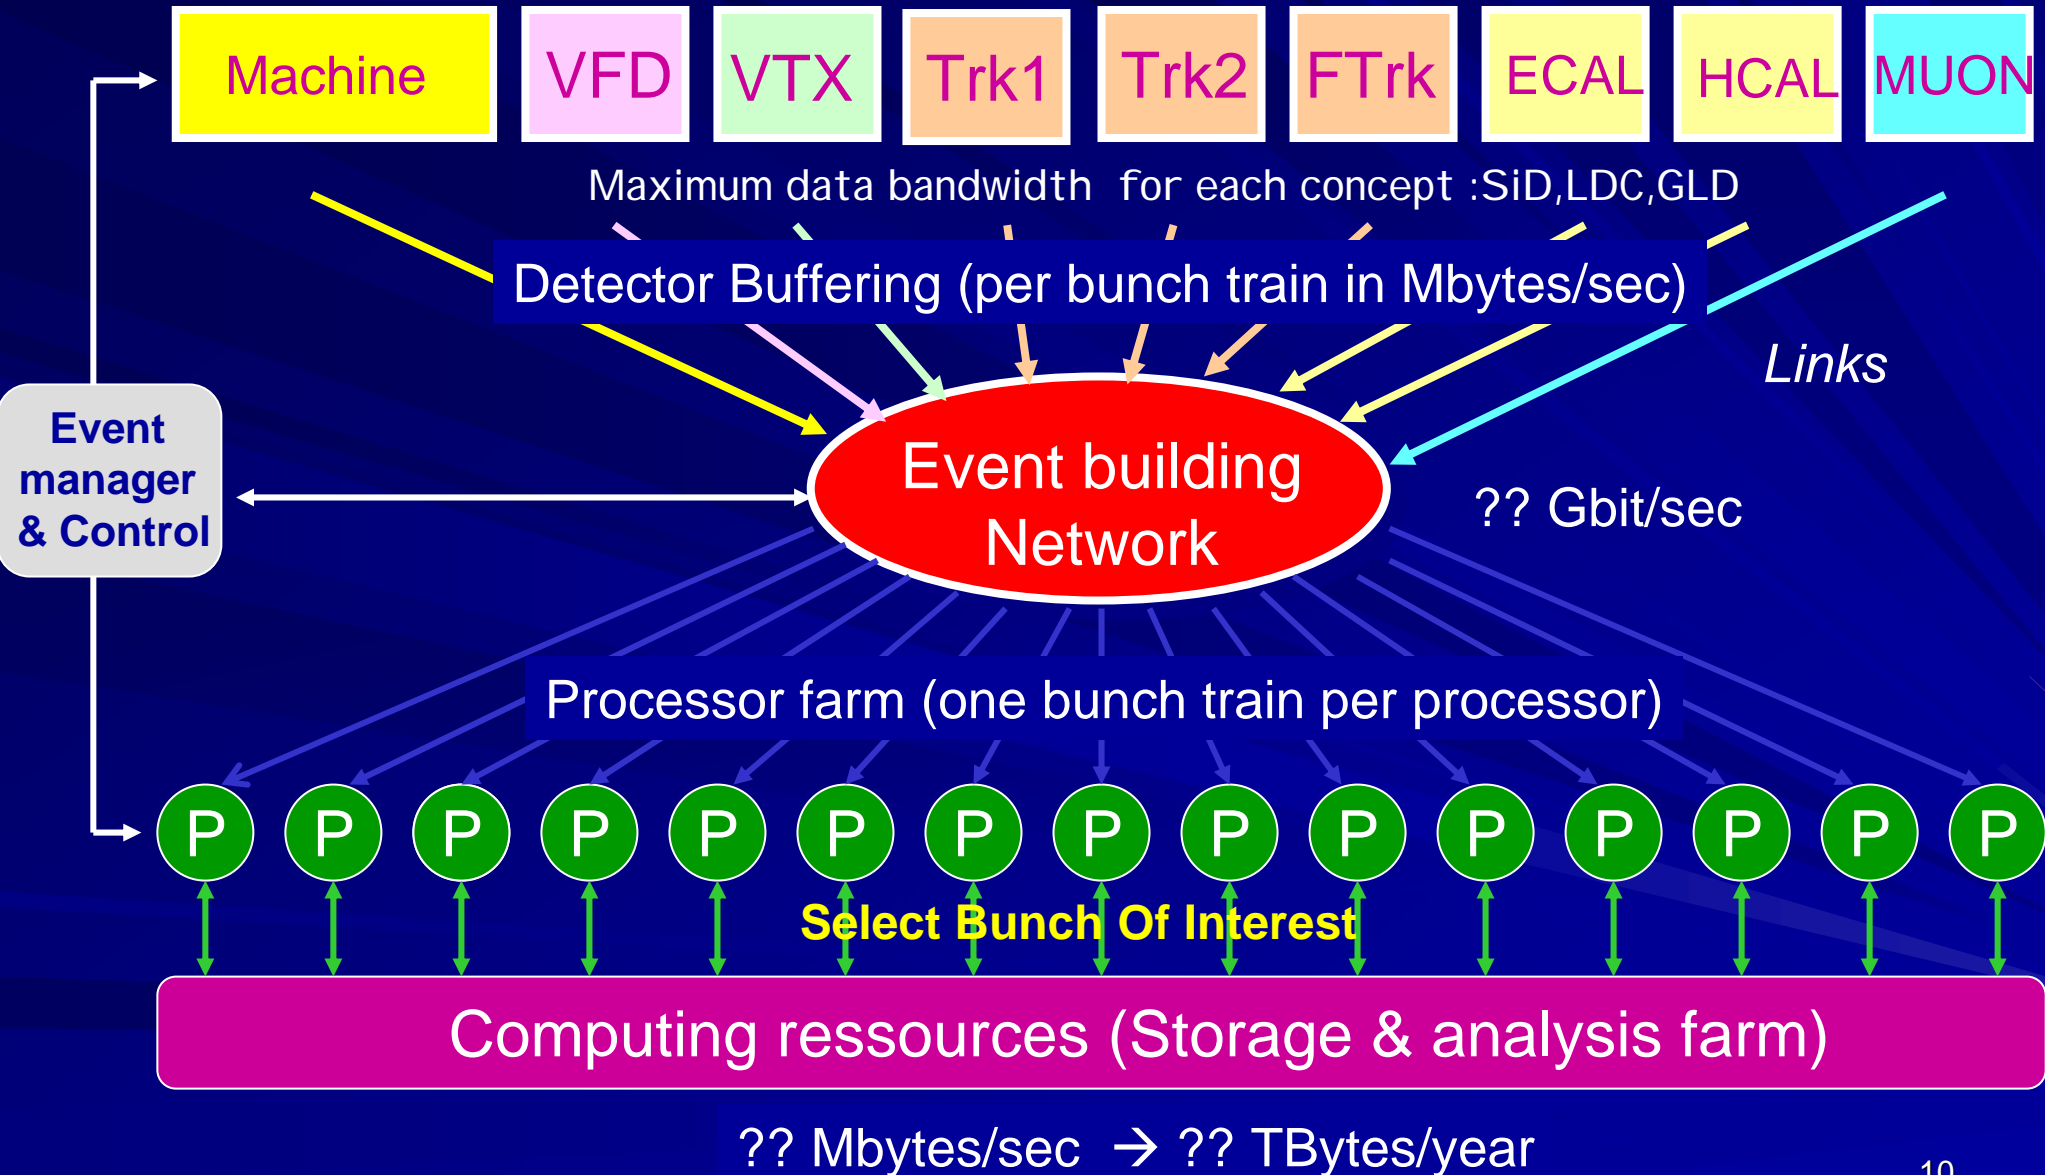 Machine
VFD
VTX
Trk1
Trk2
FTrk
ECAL
HCAL
MUON
Maximum data bandwidth for each concept :SiD,LDC,GLD
Detector Buffering (per bunch train in Mbytes/sec)
Links
Event
manager
& Control
Event building
Network
?? Gbit/sec
Processor farm (one bunch train per processor)
P P P P P P P P P P P P P P P
Select Bunch Of Interest
Computing ressources (Storage & analysis farm)
?? Mbytes/sec → ?? TBytes/year
10